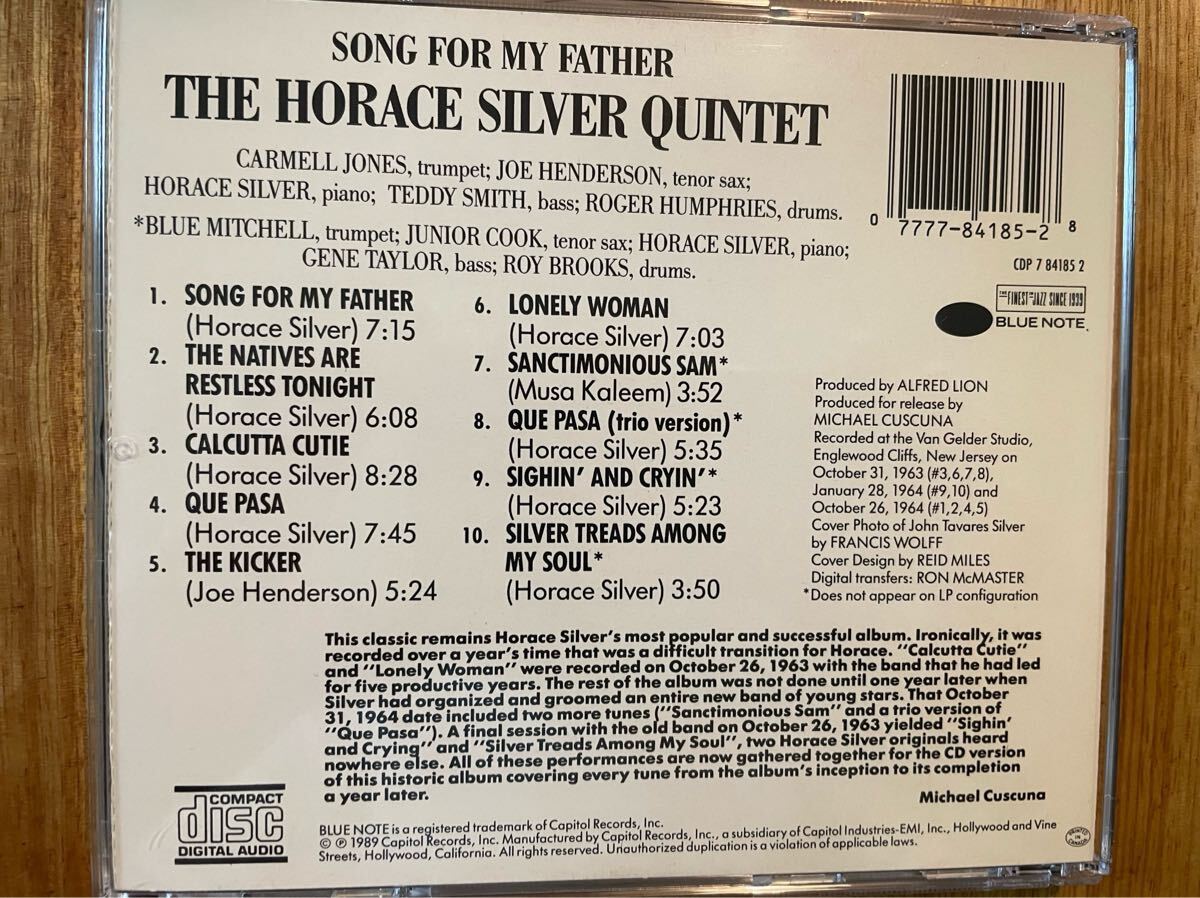 SONG FOR MY FATHER
THE HORACE SILVER QUINTET
CARMELL JONES, trumpet; JOE HENDERSON, tenor sax;
HORACE SILVER, piano; TEDDY SMITH, bass; ROGER HUMPHRIES, drums.
*BLUE MITCHELL, trumpet; JUNIOR COOK, tenor sax; HORACE SILVER, piano;
GENE TAYLOR, bass; ROY BROOKS, drums.
0 7777-84185-2 8
CDP 7 84185 2
THE FINEST IN JAZZ SINCE 1939
BLUE NOTE.
1. SONG FOR MY FATHER
(Horace Silver) 7:15
2. THE NATIVES ARE
RESTLESS TONIGHT
(Horace Silver) 6:08
3. CALCUTTA CUTIE
(Horace Silver) 8:28
4. QUE PASA
(Horace Silver) 7:45
5. THE KICKER
(Joe Henderson) 5:24
6. LONELY WOMAN
(Horace Silver) 7:03
7. SANCTIMONIOUS SAM*
(Musa Kaleem) 3:52
8. QUE PASA (trio version)*
(Horace Silver) 5:35
9. SIGHIN' AND CRYIN'*
(Horace Silver) 5:23
10. SILVER TREADS AMONG
MY SOUL*
(Horace Silver) 3:50
Produced by ALFRED LION
Produced for release by
MICHAEL CUSCUNA
Recorded at the Van Gelder Studio,
Englewood Cliffs, New Jersey on
October 31, 1963 (#3,6,7,8),
January 28, 1964 (#9,10) and
October 26, 1964 (#1,2,4,5)
Cover Photo of John Tavares Silver
by FRANCIS WOLFF
Cover Design by REID MILES
Digital transfers: RON McMASTER
*Does not appear on LP configuration
This classic remains Horace Silver's most popular and successful album. Ironically, it was
recorded over a year's time that was a difficult transition for Horace. "Calcutta Cutie"
and "Lonely Woman" were recorded on October 26, 1963 with the band that he had led
for five productive years. The rest of the album was not done until one year later when
Silver had organized and groomed an entire new band of young stars. That October
31, 1964 date included two more tunes ("Sanctimonious Sam" and a trio version of
"Que Pasa"). A final session with the old band on October 26, 1963 yielded "Sighin'
and Crying" and "Silver Treads Among My Soul", two Horace Silver originals heard
nowhere else. All of these performances are now gathered together for the CD version
of this historic album covering every tune from the album's inception to its completion
a year later.
Michael Cuscuna
COMPACT
disc
DIGITAL AUDIO
BLUE NOTE is a registered trademark of Capitol Records, Inc.
© ℗ 1989 Capitol Records, Inc. Manufactured by Capitol Records, Inc., a subsidiary of Capitol Industries-EMI, Inc., Hollywood and Vine
Streets, Hollywood, California. All rights reserved. Unauthorized duplication is a violation of applicable laws.
PRINTED
IN
CANADA